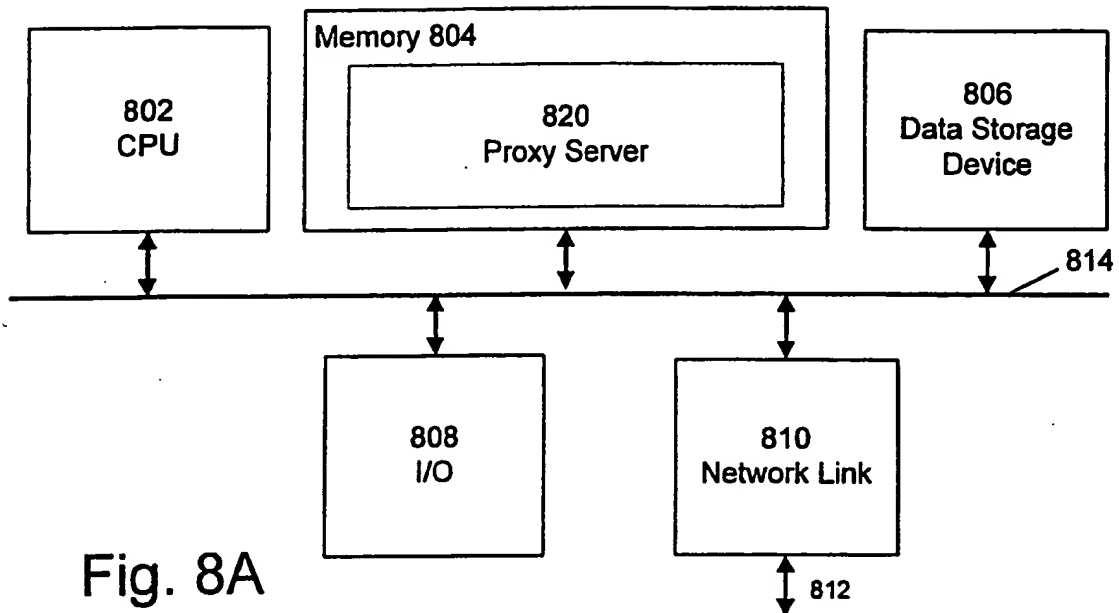 802
CPU
Memory 804
820
Proxy Server
806
Data Storage
Device
814
808
I/O
810
Network Link
812
Fig. 8A